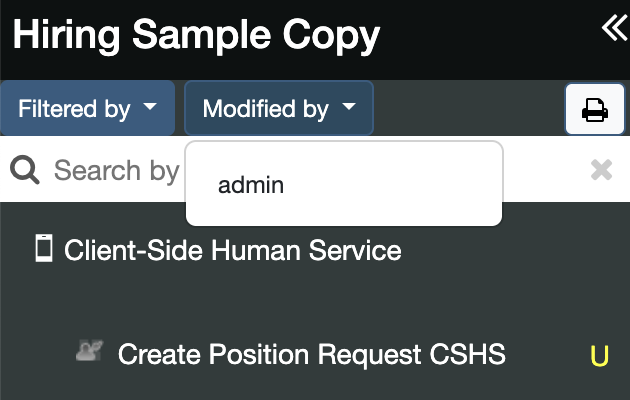 Hiring Sample Copy
Filtered by
Modified by
Search by
admin
Client-Side Human Service
Create Position Request CSHS
U